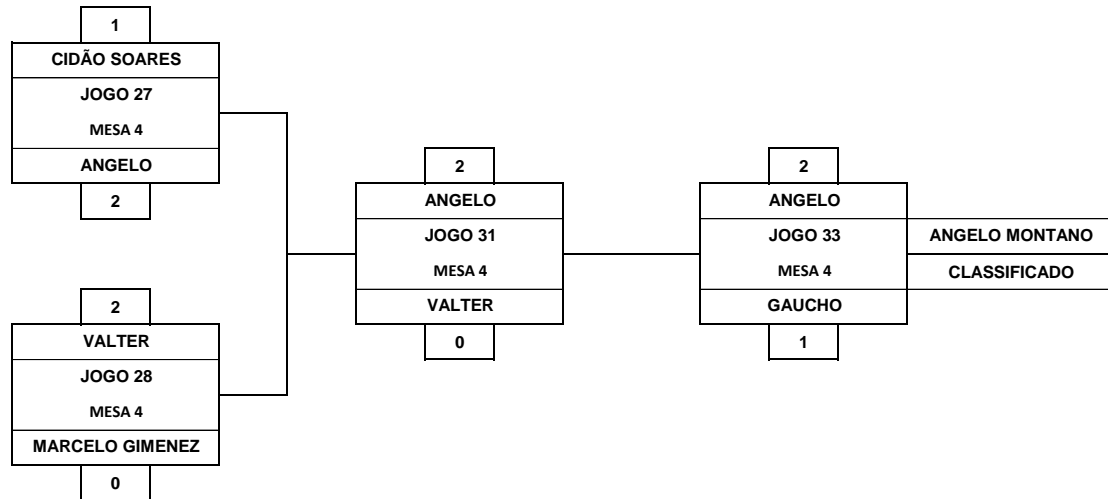 1
CIDÃO SOARES
JOGO 27
MESA 4
ANGELO
2
2
VALTER
JOGO 28
MESA 4
MARCELO GIMENEZ
0
2
ANGELO
JOGO 31
MESA 4
VALTER
0
2
ANGELO
JOGO 33
MESA 4
GAUCHO
1
ANGELO MONTANO
CLASSIFICADO